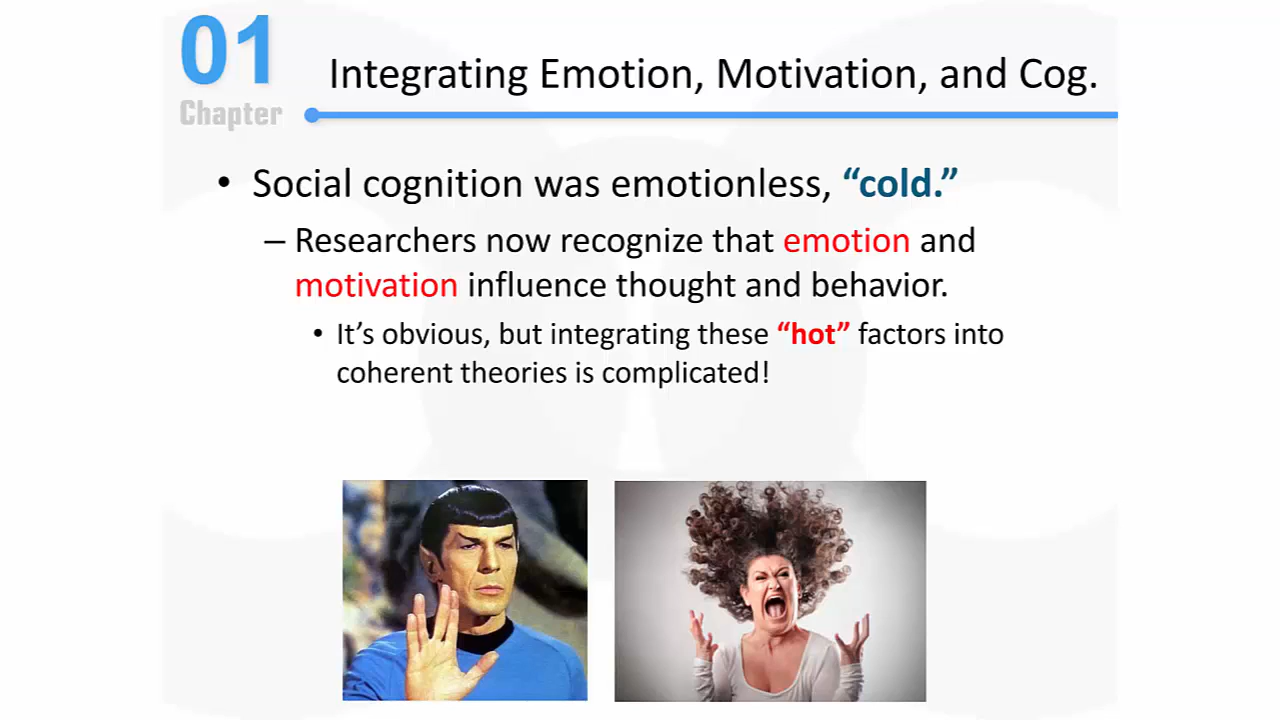 01
Chapter
Integrating Emotion, Motivation, and Cog.
• Social cognition was emotionless, “cold.”
– Researchers now recognize that emotion and
motivation influence thought and behavior.
• It’s obvious, but integrating these “hot” factors into
coherent theories is complicated!